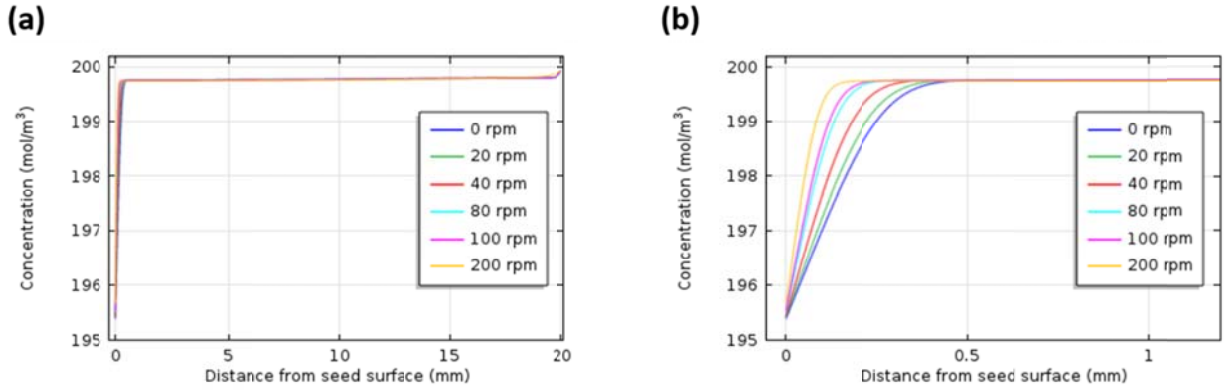 (a)
200
199
198
197
196
195
Concentration (mol/m³)
0 rpm
20 rpm
40 rpm
80 rpm
100 rpm
200 rpm
0 5 10 15 20
Distance from seed surface (mm)
(b)
200
199
198
197
196
195
Concentration (mol/m³)
0 rpm
20 rpm
40 rpm
80 rpm
100 rpm
200 rpm
0 0.5 1
Distance from seed surface (mm)